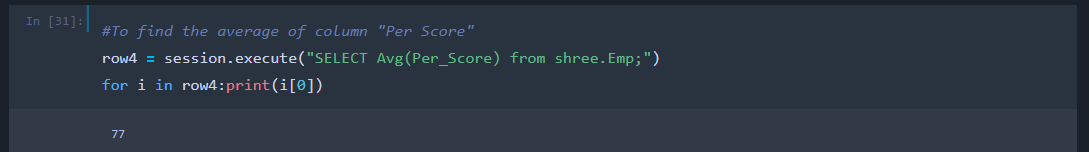 In [31]:
#To find the average of column "Per Score"
row4 = session.execute("SELECT Avg(Per_Score) from shree.Emp;")
for i in row4:print(i[0])
77